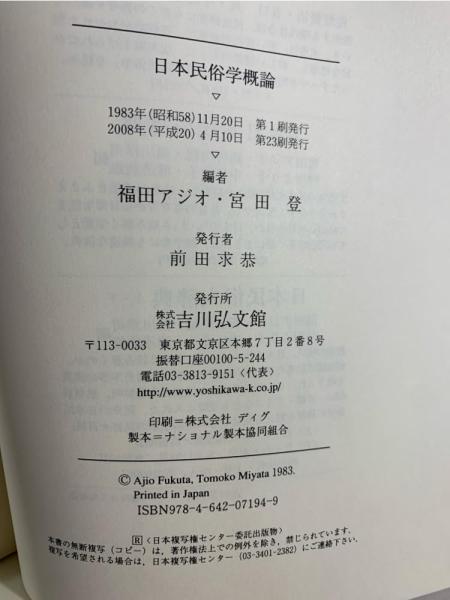 日本民俗学概論
▽
1983年(昭和58)11月20日 第1刷発行
2008年(平成20) 4月10日 第23刷発行
▽
編者
福田アジオ・宮田 登
発行者
前田求恭
発行所
株式会社吉川弘文館
〒113-0033 東京都文京区本郷7丁目2番8号
振替口座00100-5-244
電話03-3813-9151〈代表〉
http://www.yoshikawa-k.co.jp/
印刷=株式会社 ディグ
製本=ナショナル製本協同組合
© Ajio Fukuta, Tomoko Miyata 1983.
Printed in Japan
ISBN978-4-642-07194-9
R〈日本複写権センター委託出版物〉
本書の無断複写(コピー)は,著作権法上での例外を除き,禁じられています.
複写を希望される場合は,日本複写権センター(03-3401-2382)にご連絡下さい.